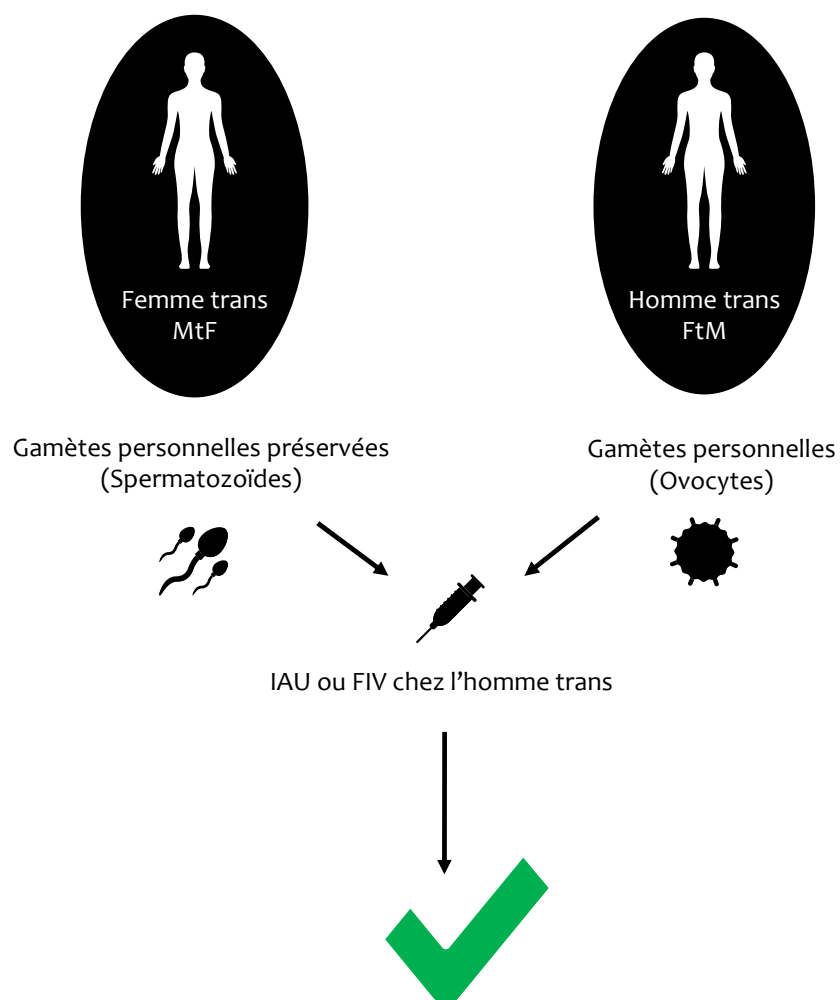 Femme trans
MtF
Homme trans
FtM
Gamètes personnelles préservées
(Spermatozoïdes)
Gamètes personnelles
(Ovocytes)
IAU ou FIV chez l’homme trans